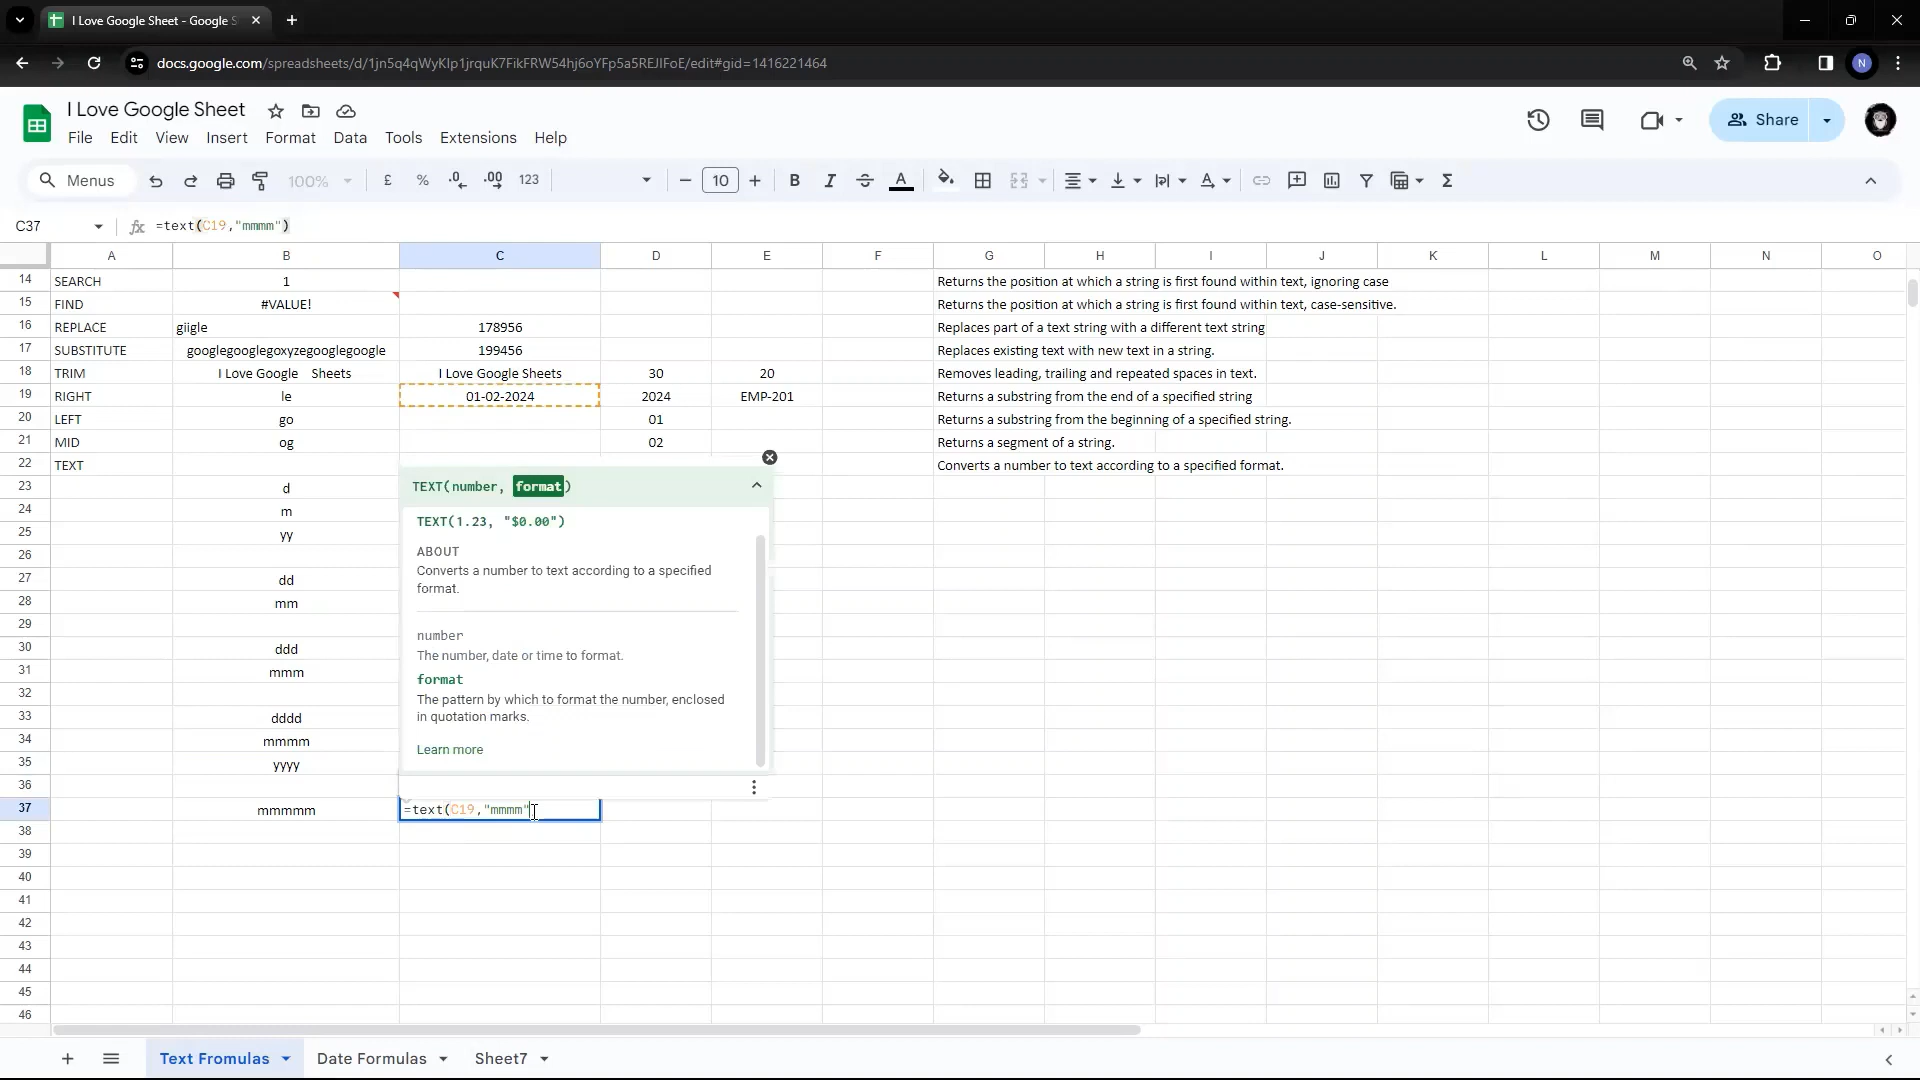 I Love Google Sheet - Google S
docs.google.com/spreadsheets/d/1jn5q4qWyKlp1jrquK7FikFRW54hj6oYFp5a5REJlFoE/edit#gid=1416221464
N
I Love Google Sheet
File Edit View Insert Format Data Tools Extensions Help
Share
Menus 100% £ % .0 .00 123 10 B I A Σ
C37 fx =text(C19,"mmmm")
A B C D E F G H I J K L M N O
14 SEARCH 1 Returns the position at which a string is first found within text, ignoring case
15 FIND #VALUE! Returns the position at which a string is first found within text, case-sensitive.
16 REPLACE giigle 178956 Replaces part of a text string with a different text string
17 SUBSTITUTE googlegooglegoxyzegooglegoogle 199456 Replaces existing text with new text in a string.
18 TRIM I Love Google Sheets I Love Google Sheets 30 20 Removes leading, trailing and repeated spaces in text.
19 RIGHT le 01-02-2024 2024 EMP-201 Returns a substring from the end of a specified string
20 LEFT go 01 Returns a substring from the beginning of a specified string.
21 MID og 02 Returns a segment of a string.
22 TEXT Converts a number to text according to a specified format.
23 d
24 m
25 yy
26
27 dd
28 mm
29
30 ddd
31 mmm
32
33 dddd
34 mmmm
35 yyyy
36
37 mmmmm =text(C19,"mmmm"
38
39
40
41
42
43
44
45
46
TEXT(number, format)
TEXT(1.23, "$0.00")
ABOUT
Converts a number to text according to a specified
format.
number
The number, date or time to format.
format
The pattern by which to format the number, enclosed
in quotation marks.
Learn more
Text Fromulas Date Formulas Sheet7